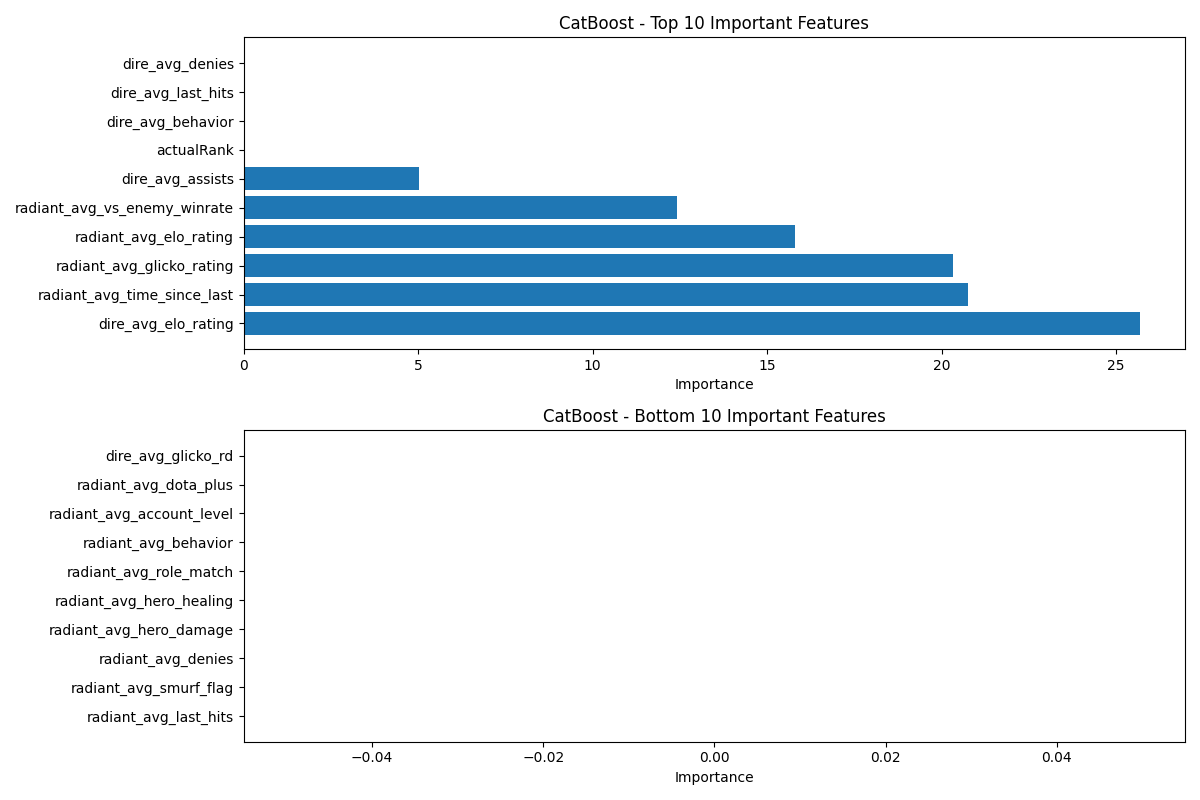 CatBoost - Top 10 Important Features
dire_avg_denies
dire_avg_last_hits
dire_avg_behavior
actualRank
dire_avg_assists
radiant_avg_vs_enemy_winrate
radiant_avg_elo_rating
radiant_avg_glicko_rating
radiant_avg_time_since_last
dire_avg_elo_rating
0 5 10 15 20 25
Importance
CatBoost - Bottom 10 Important Features
dire_avg_glicko_rd
radiant_avg_dota_plus
radiant_avg_account_level
radiant_avg_behavior
radiant_avg_role_match
radiant_avg_hero_healing
radiant_avg_hero_damage
radiant_avg_denies
radiant_avg_smurf_flag
radiant_avg_last_hits
−0.04 −0.02 0.00 0.02 0.04
Importance